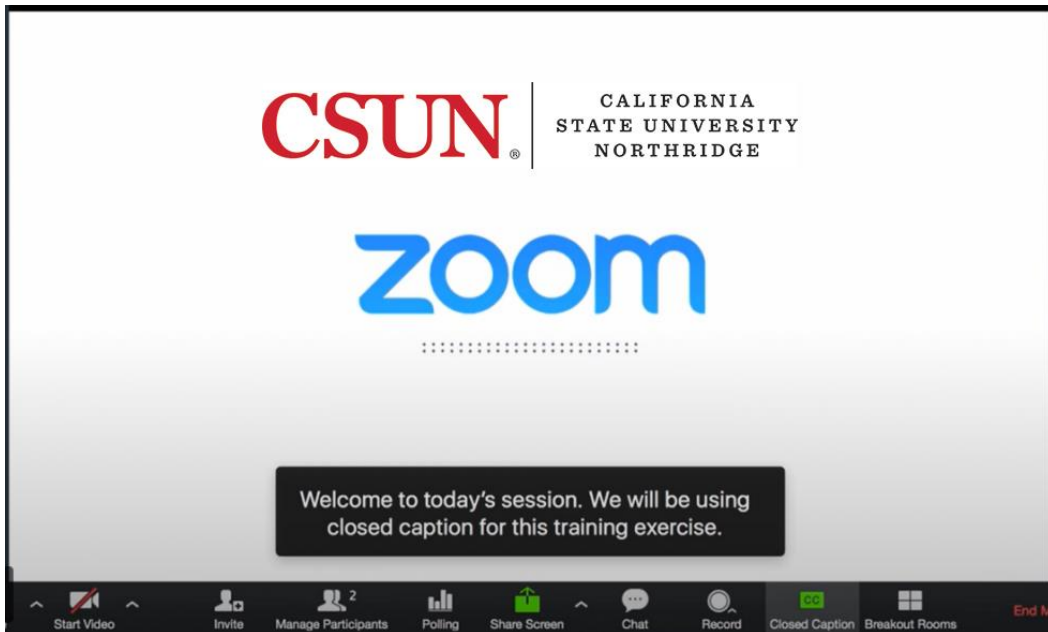 CSUN®
CALIFORNIA
STATE UNIVERSITY
NORTHRIDGE
zoom
Welcome to today's session. We will be using
closed caption for this training exercise.
2
Start Video Invite Manage Participants Polling Share Screen Chat Record CC Closed Caption Breakout Rooms End M